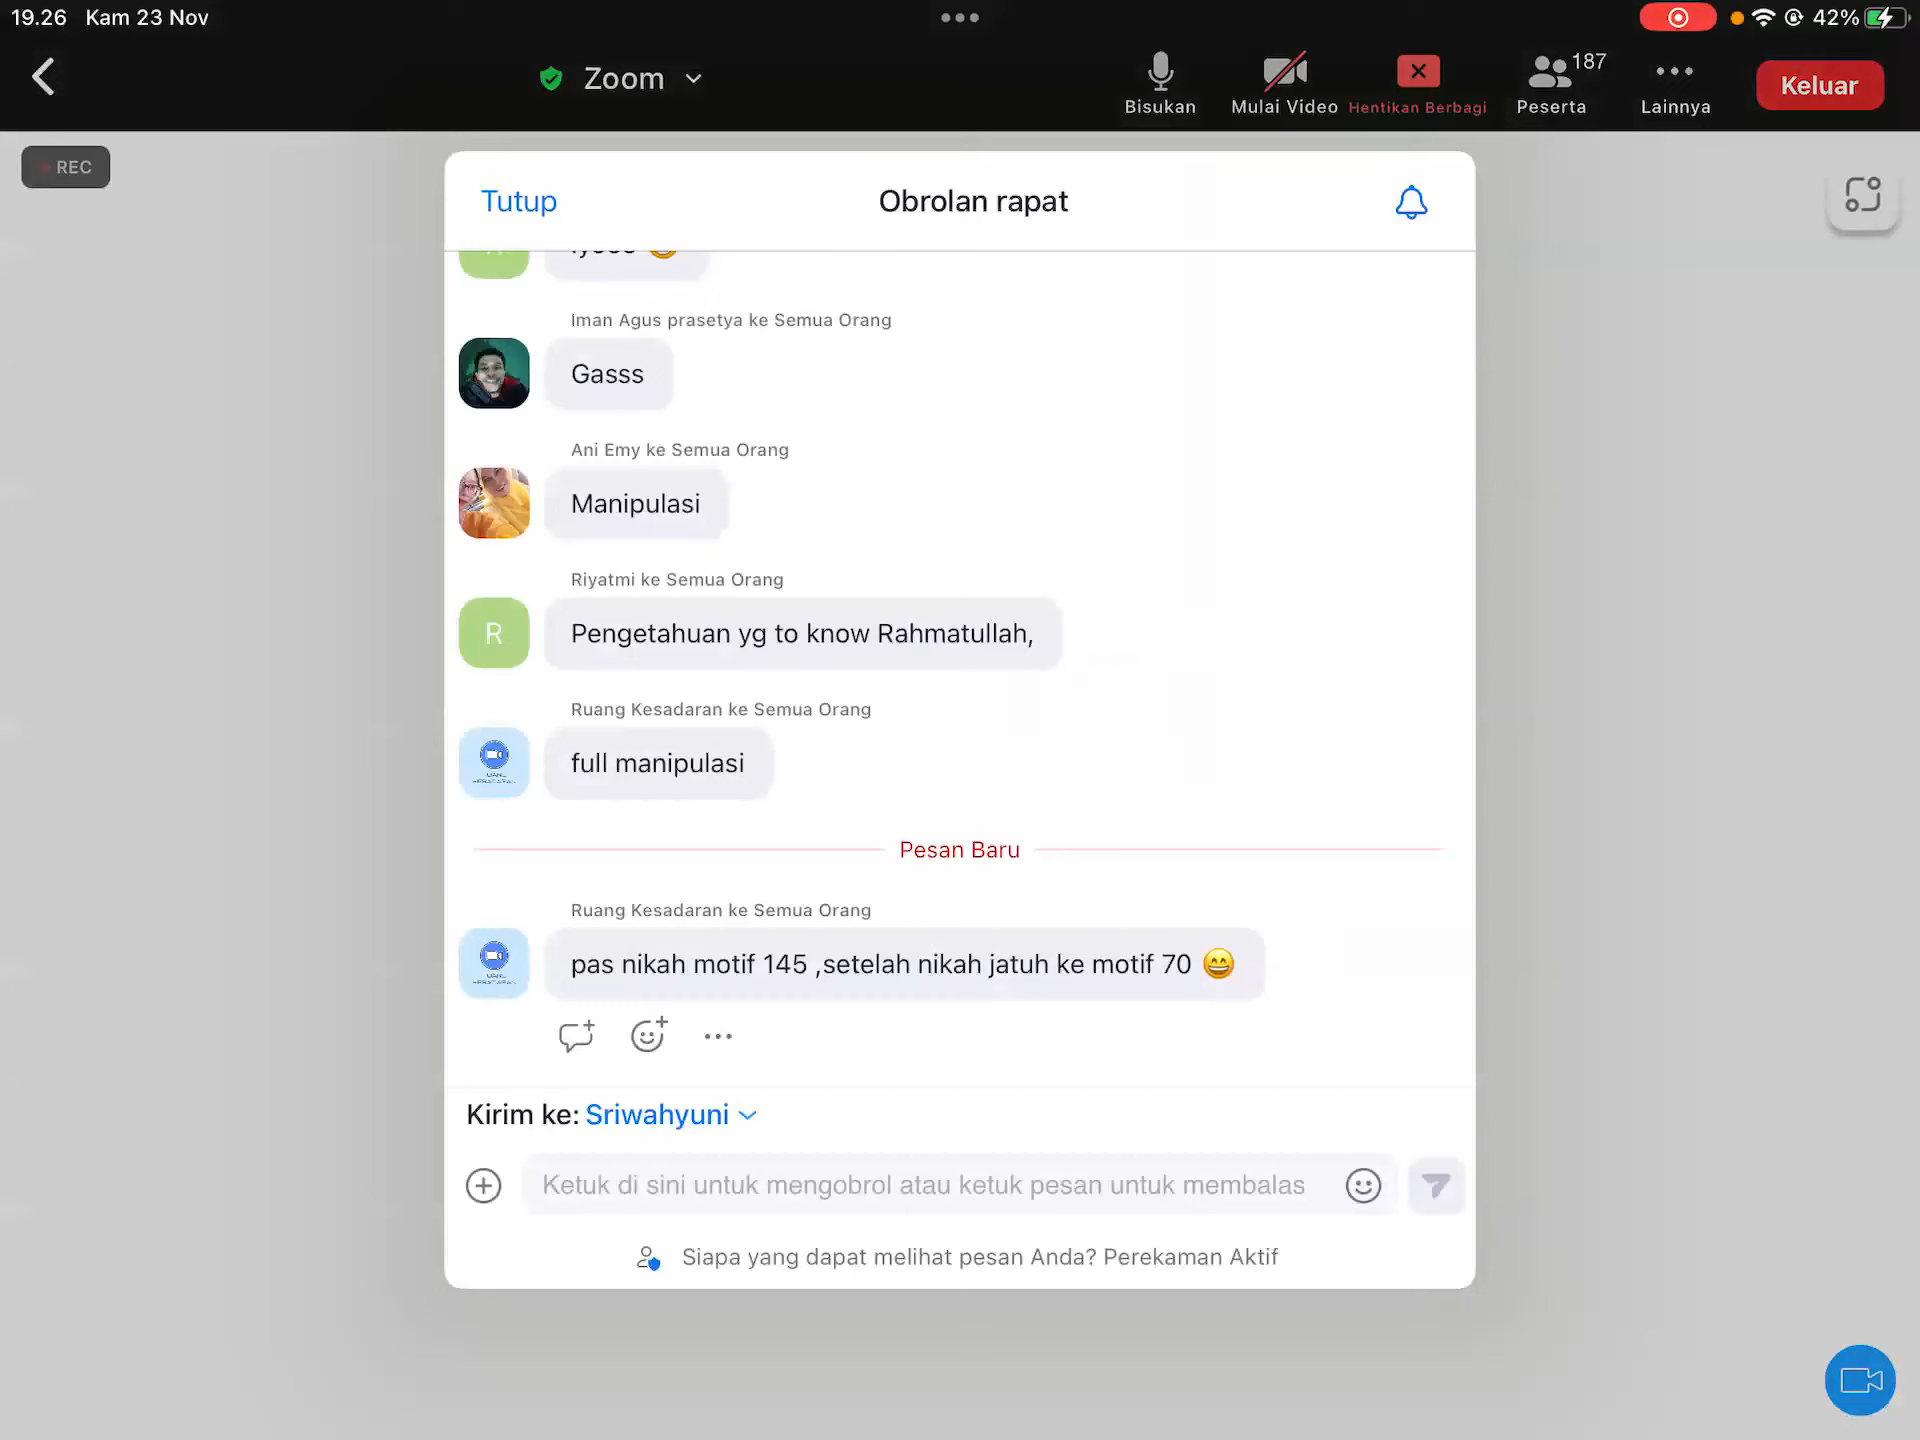 19.26 Kam 23 Nov
42%
Zoom
Bisukan
Mulai Video
Hentikan Berbagi
187
Peserta
Lainnya
Keluar
REC
Tutup
Obrolan rapat
Iman Agus prasetya ke Semua Orang
Gasss
Ani Emy ke Semua Orang
Manipulasi
Riyatmi ke Semua Orang
R
Pengetahuan yg to know Rahmatullah,
Ruang Kesadaran ke Semua Orang
full manipulasi
Pesan Baru
Ruang Kesadaran ke Semua Orang
pas nikah motif 145 ,setelah nikah jatuh ke motif 70 😄
Kirim ke: Sriwahyuni
Ketuk di sini untuk mengobrol atau ketuk pesan untuk membalas
Siapa yang dapat melihat pesan Anda? Perekaman Aktif